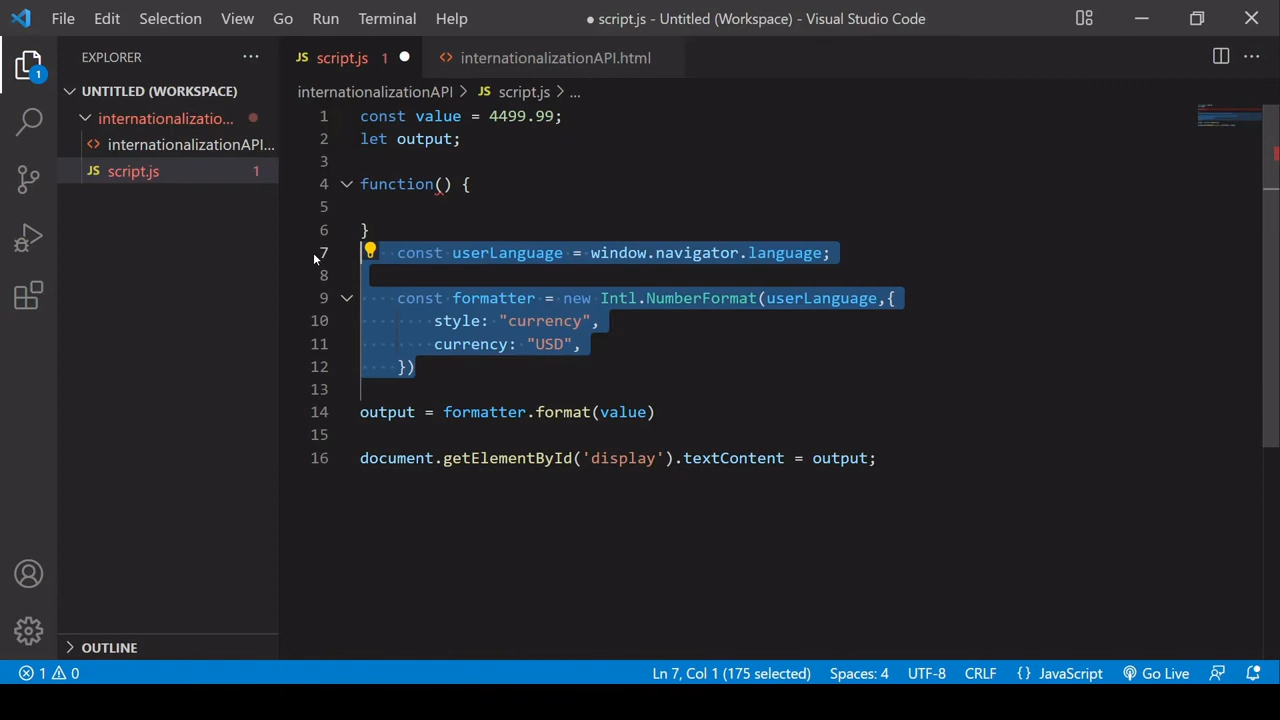 File Edit Selection View Go Run Terminal Help
● script.js - Untitled (Workspace) - Visual Studio Code
EXPLORER
1
UNTITLED (WORKSPACE)
internationalizatio...
internationalizationAPI...
JS script.js 1
OUTLINE
JS script.js 1
internationalizationAPI.html
internationalizationAPI > JS script.js > ...
1 const value = 4499.99;
2 let output;
3
4 function() {
5
6 }
7 const userLanguage = window.navigator.language;
8
9 const formatter = new Intl.NumberFormat(userLanguage,{
10 style: "currency",
11 currency: "USD",
12 })
13
14 output = formatter.format(value)
15
16 document.getElementById('display').textContent = output;
1 0
Ln 7, Col 1 (175 selected) Spaces: 4 UTF-8 CRLF {} JavaScript Go Live